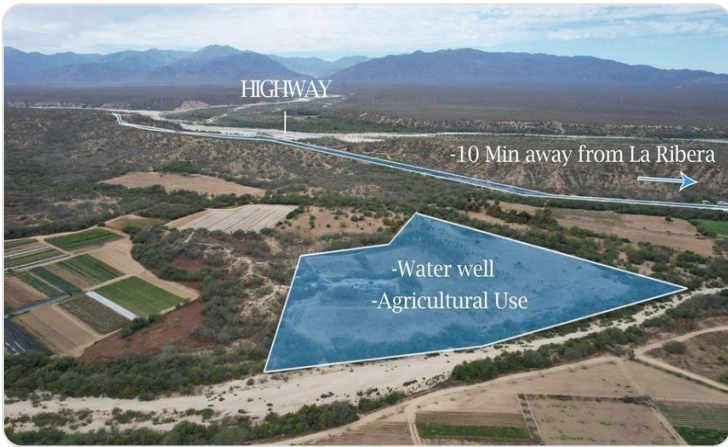 HIGHWAY
-10 Min away from La Ribera
-Water well
-Agricultural Use